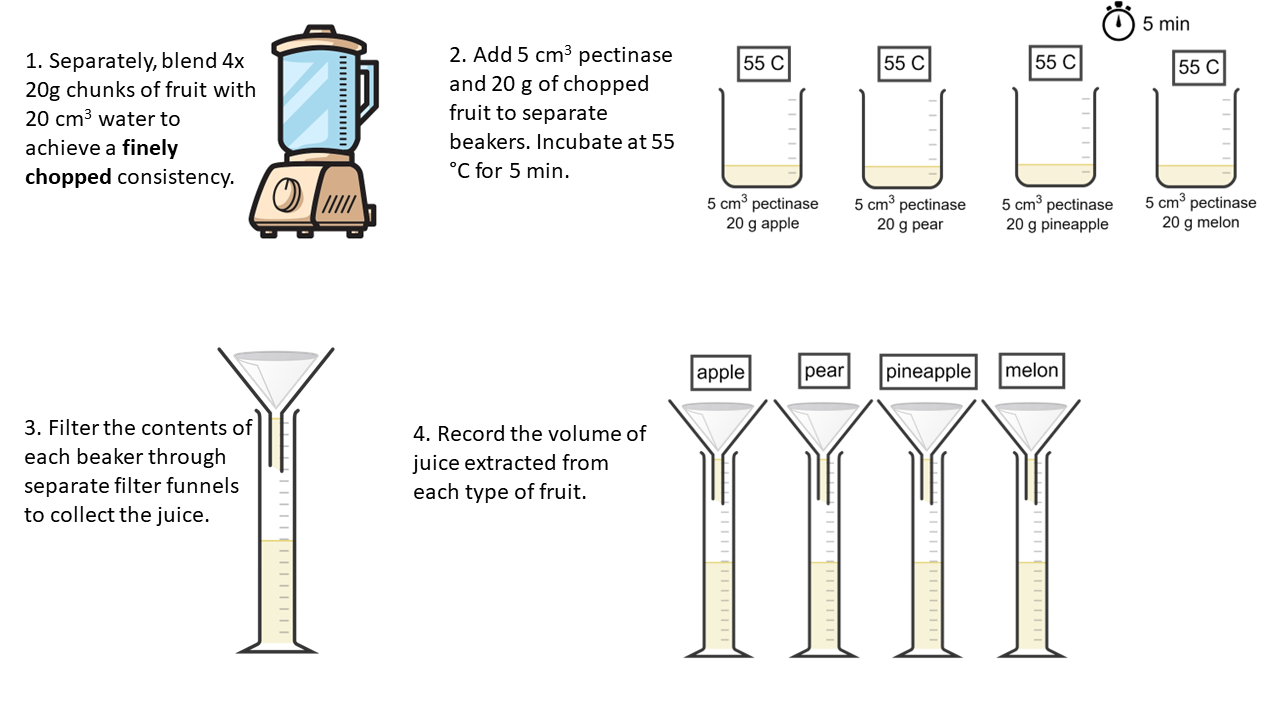 1. Separately, blend 4x
20g chunks of fruit with
20 cm³ water to
achieve a finely
chopped consistency.
2. Add 5 cm³ pectinase
and 20 g of chopped
fruit to separate
beakers. Incubate at 55
°C for 5 min.
5 min
55 C
55 C
55 C
55 C
5 cm³ pectinase
20 g apple
5 cm³ pectinase
20 g pear
5 cm³ pectinase
20 g pineapple
5 cm³ pectinase
20 g melon
3. Filter the contents of
each beaker through
separate filter funnels
to collect the juice.
4. Record the volume of
juice extracted from
each type of fruit.
apple
pear
pineapple
melon